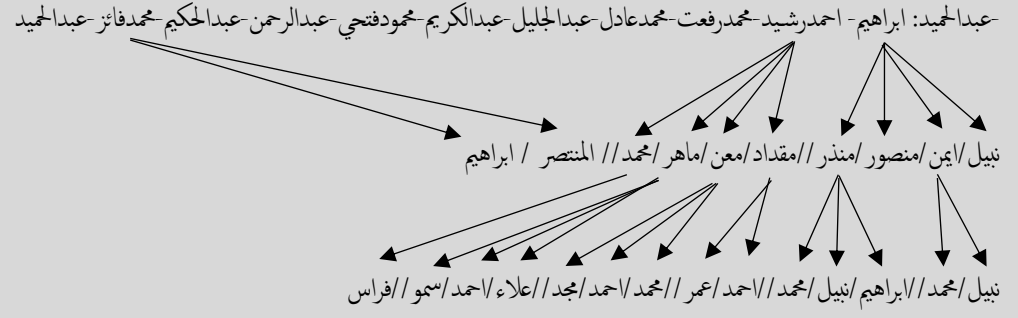 -عبدالحميد: ابراهيم- احمدرشيد-محمدرفعت-محمدعادل-عبدالجليل-عبدالكريم-محمودفتحي-عبدالرحمن-عبدالحكيم-محمدفائز -عبدالحميد
نبيل/ايمن/منصور/منذر//مقداد/معن/ماهر/محمد// المنتصر / ابراهيم
نبيل/محمد//ابراهيم/نبيل/محمد//احمد/عمر//محمد/احمد/مجد//علاء/احمد/سمو//فراس